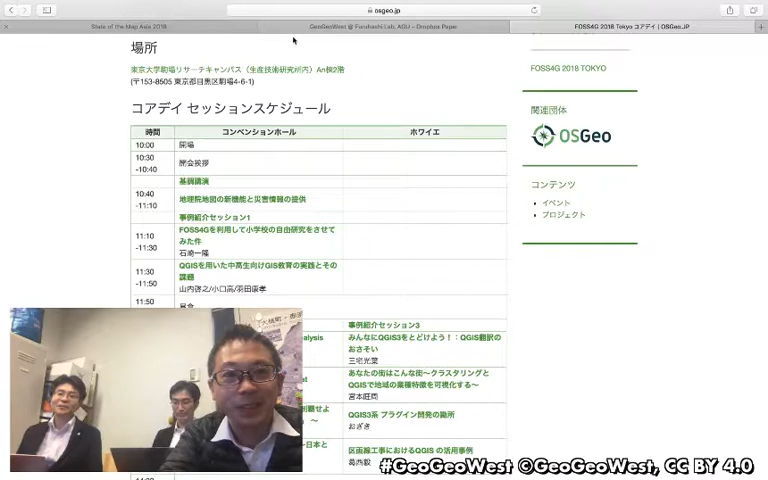 osgeo.jp
State of the Map Asia 2018
GeoGeoWest @ Furuhashi Lab, AGU – Dropbox Paper
FOSS4G 2018 Tokyo コアデイ | OSGeo.JP
場所
東京大学駒場リサーチキャンパス（生産技術研究所内）An棟2階
(〒153-8505 東京都目黒区駒場4-6-1)
コアデイ セッションスケジュール
時間 コンベンションホール ホワイエ
10:00 開場
10:30
-10:40 開会挨拶
基調講演
10:40
-11:10 地理院地図の新機能と災害情報の提供
事例紹介セッション1
11:10
-11:30 FOSS4Gを利用して小学校の自由研究をさせて
みた件
石崎一隆
11:30
-11:50 QGISを用いた中高生向けGIS教育の実践とその
課題
山内啓之/小口高/羽田康孝
11:50
昼食
事例紹介セッション3
alysis
みんなにQGIS3をとどけよう！：QGIS翻訳の
おさそい
三宅光葉
あなたの街はこんな街〜クラスタリングと
QGISで地域の業種特徴を可視化する〜
宮本旺周
QGIS3系 プラグイン開発の勘所
おざき
〜日本と
区画線工事におけるQGIS の活用事例
葛西毅
FOSS4G 2018 TOKYO
関連団体
OSGeo
コンテンツ
イベント
プロジェクト
#GeoGeoWest ©GeoGeoWest, CC BY 4.0